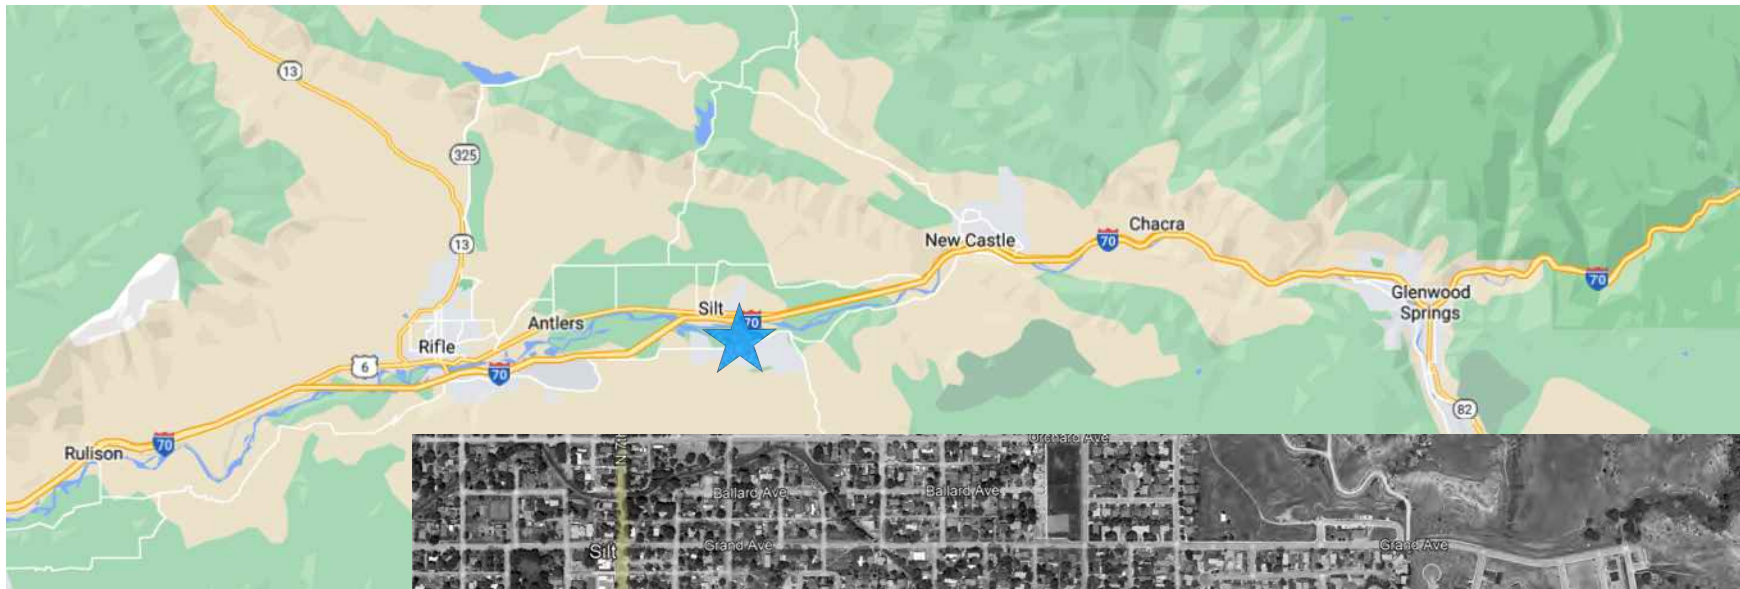 13
325
13
Chacra
New Castle
70
70
Glenwood
Springs
Silt
70
Antlers
Rifle
6
70
82
Rulison
70
Orchard Ave
N 7th
Ballard Ave
Ballard Ave
Silt
Grand Ave
Grand Ave